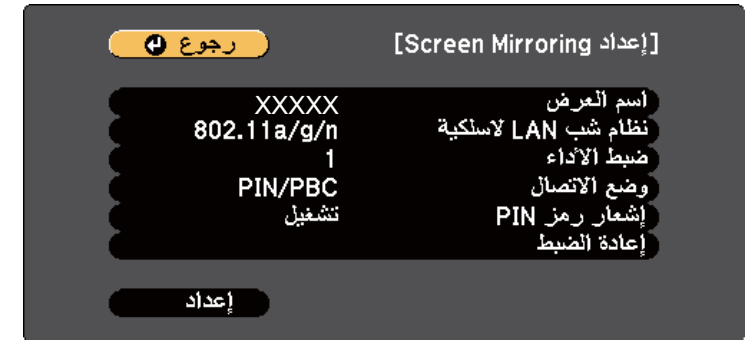 [إعداد Screen Mirroring] رجوع
اسم العرض XXXXX
نظام شب LAN لاسلكية 802.11a/g/n
ضبط الأداء 1
وضع الاتصال PIN/PBC
إشعار رمز PIN تشغيل
إعادة الضبط
إعداد